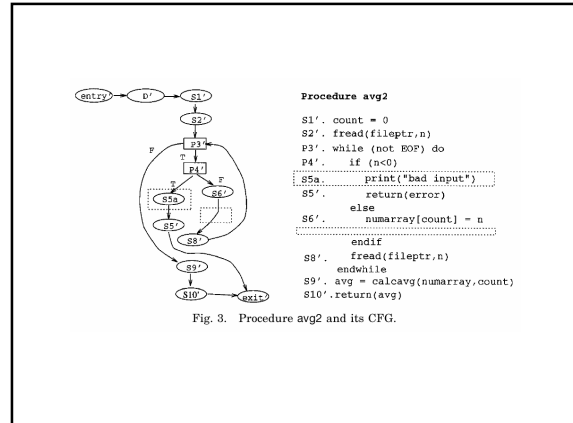 entry' D' S1'
S2'
F P3'
T
P4'
T F
S6'
S5a
S5'
S8'
S9'
S10' exit'
Procedure avg2
S1'. count = 0
S2'. fread(fileptr,n)
P3'. while (not EOF) do
P4'. if (n<0)
S5a. print("bad input")
S5'. return(error)
else
S6'. numarray[count] = n
endif
S8'. fread(fileptr,n)
endwhile
S9'. avg = calcavg(numarray,count)
S10'.return(avg)
Fig. 3. Procedure avg2 and its CFG.